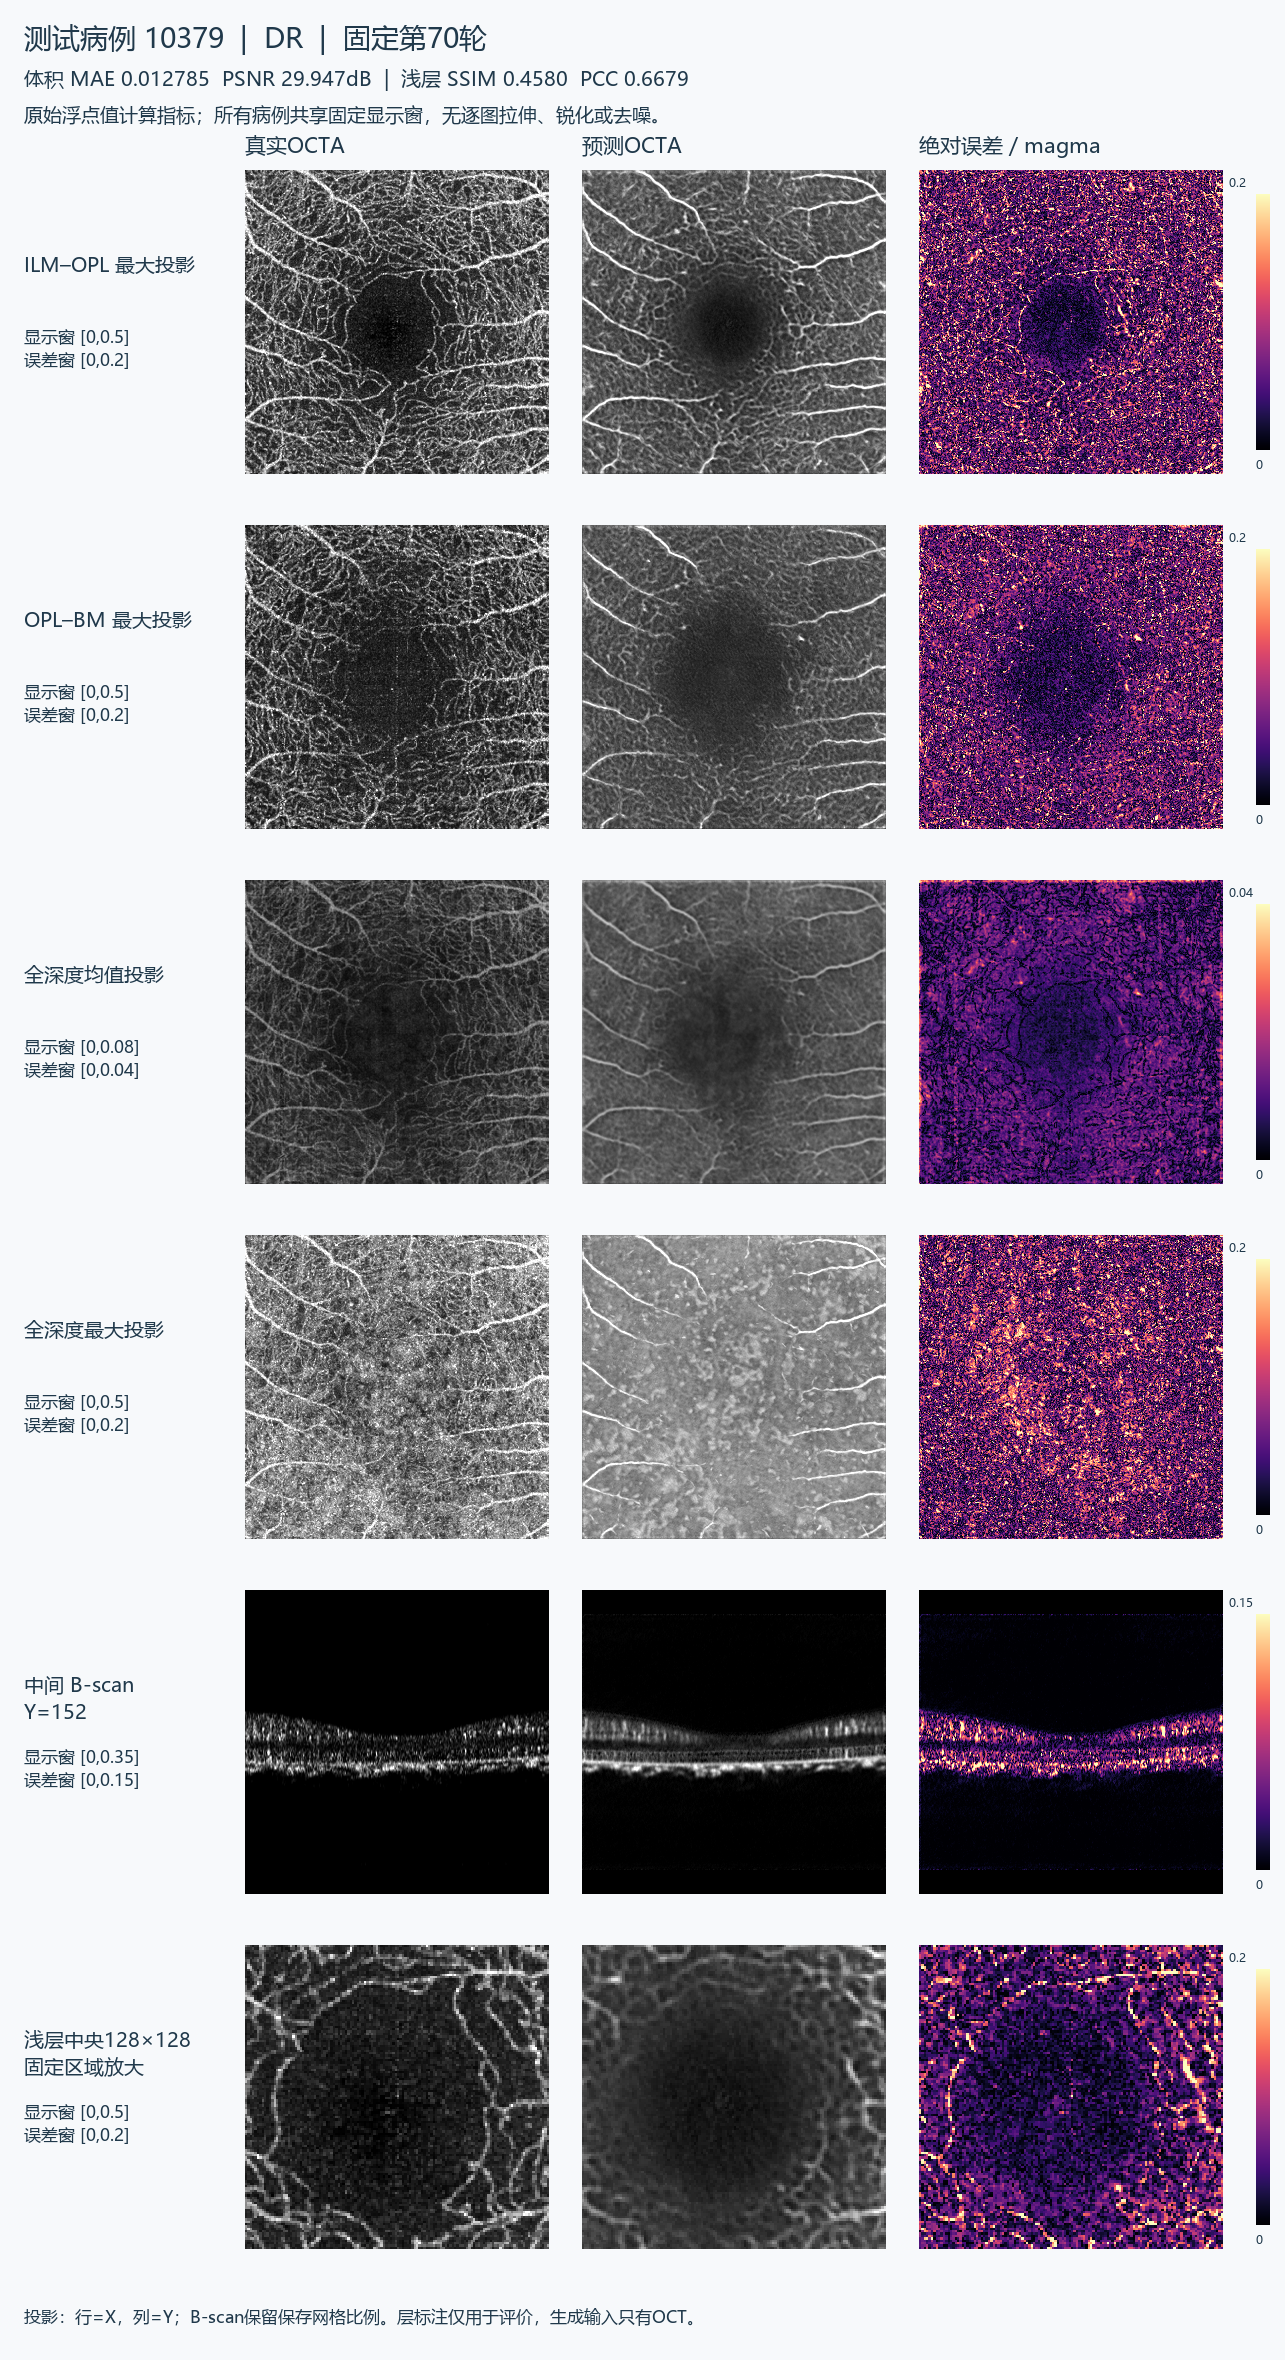 测试病例 10379 | DR | 固定第70轮
体积 MAE 0.012785 PSNR 29.947dB | 浅层 SSIM 0.4580 PCC 0.6679
原始浮点值计算指标；所有病例共享固定显示窗，无逐图拉伸、锐化或去噪。
真实OCTA 预测OCTA 绝对误差 / magma
0.2
ILM–OPL 最大投影
显示窗 [0,0.5]
误差窗 [0,0.2]
0
0.2
OPL–BM 最大投影
显示窗 [0,0.5]
误差窗 [0,0.2]
0
0.04
全深度均值投影
显示窗 [0,0.08]
误差窗 [0,0.04]
0
0.2
全深度最大投影
显示窗 [0,0.5]
误差窗 [0,0.2]
0
0.15
中间 B-scan
Y=152
显示窗 [0,0.35]
误差窗 [0,0.15]
0
0.2
浅层中央128×128
固定区域放大
显示窗 [0,0.5]
误差窗 [0,0.2]
0
投影：行=X，列=Y；B-scan保留保存网格比例。层标注仅用于评价，生成输入只有OCT。